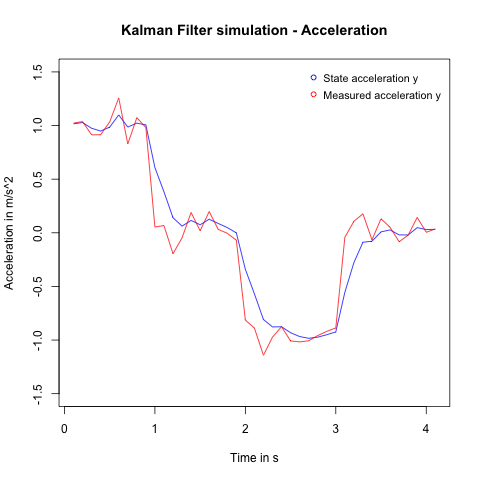 Kalman Filter simulation - Acceleration
State acceleration y
Measured acceleration y
Acceleration in m/s^2
1.5
1.0
0.5
0.0
-0.5
-1.0
-1.5
0 1 2 3 4
Time in s